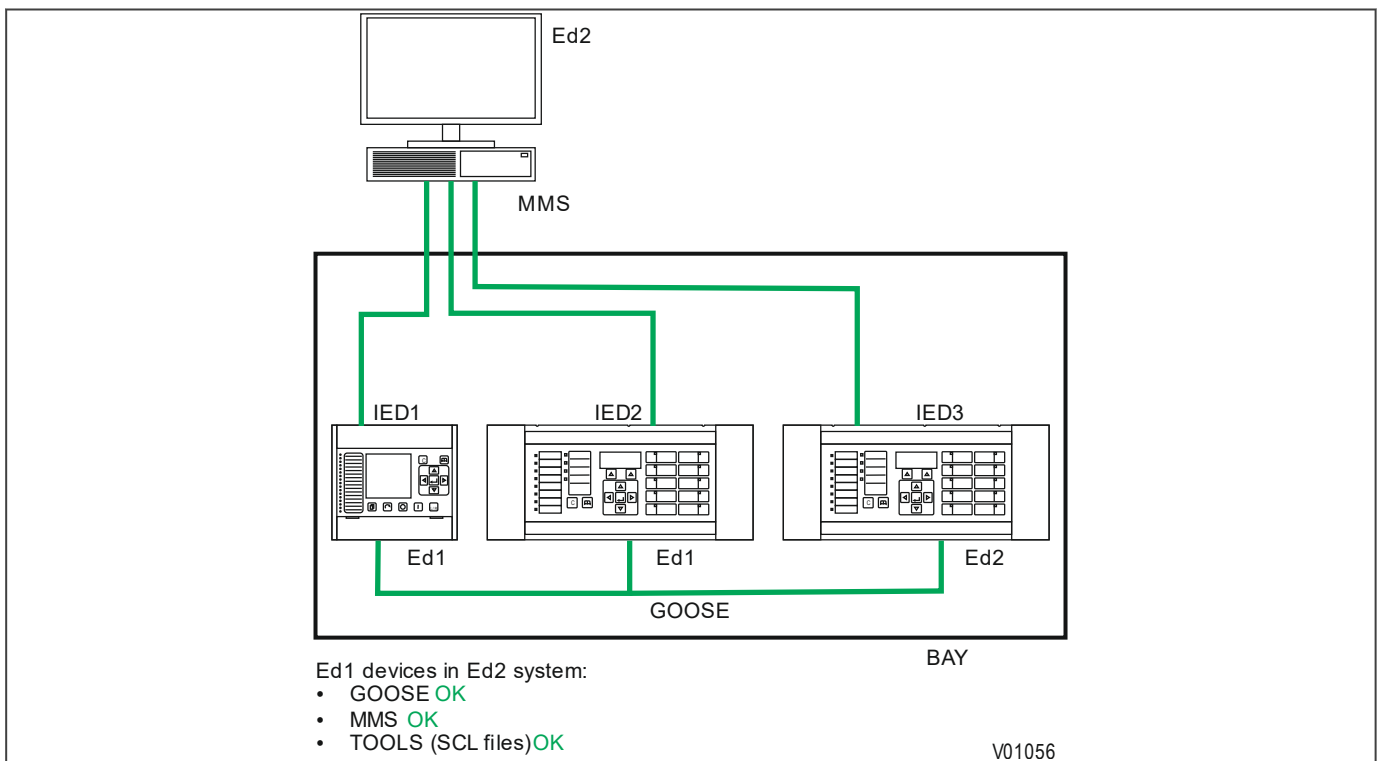 Ed2
MMS
IED1
IED2
IED3
Ed1
Ed1
Ed2
GOOSE
BAY
Ed1 devices in Ed2 system:
• GOOSE OK
• MMS OK
• TOOLS (SCL files)OK
V01056